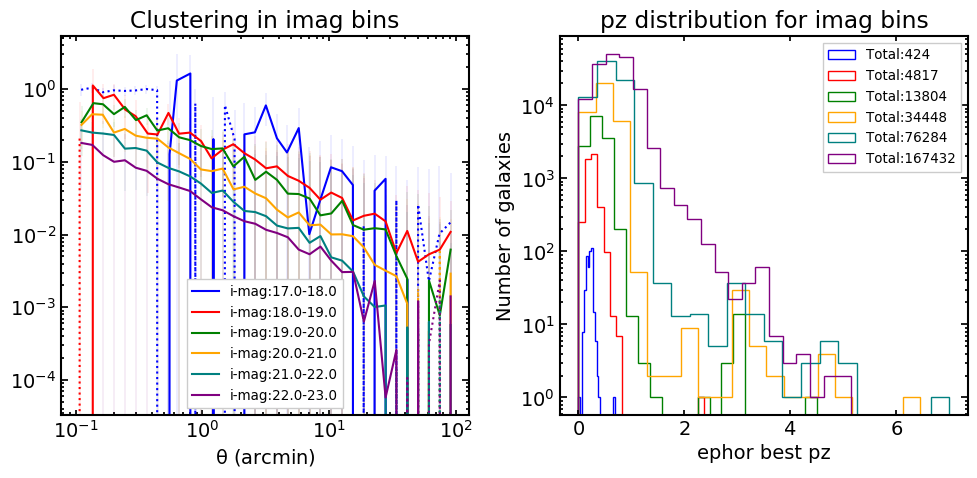 Clustering in imag bins
10⁰
10⁻¹
10⁻²
10⁻³
10⁻⁴
i-mag:17.0-18.0
i-mag:18.0-19.0
i-mag:19.0-20.0
i-mag:20.0-21.0
i-mag:21.0-22.0
i-mag:22.0-23.0
10⁻¹ 10⁰ 10¹ 10²
θ (arcmin)
pz distribution for imag bins
Number of galaxies
10⁴
10³
10²
10¹
10⁰
Total:424
Total:4817
Total:13804
Total:34448
Total:76284
Total:167432
0 2 4 6
ephor best pz